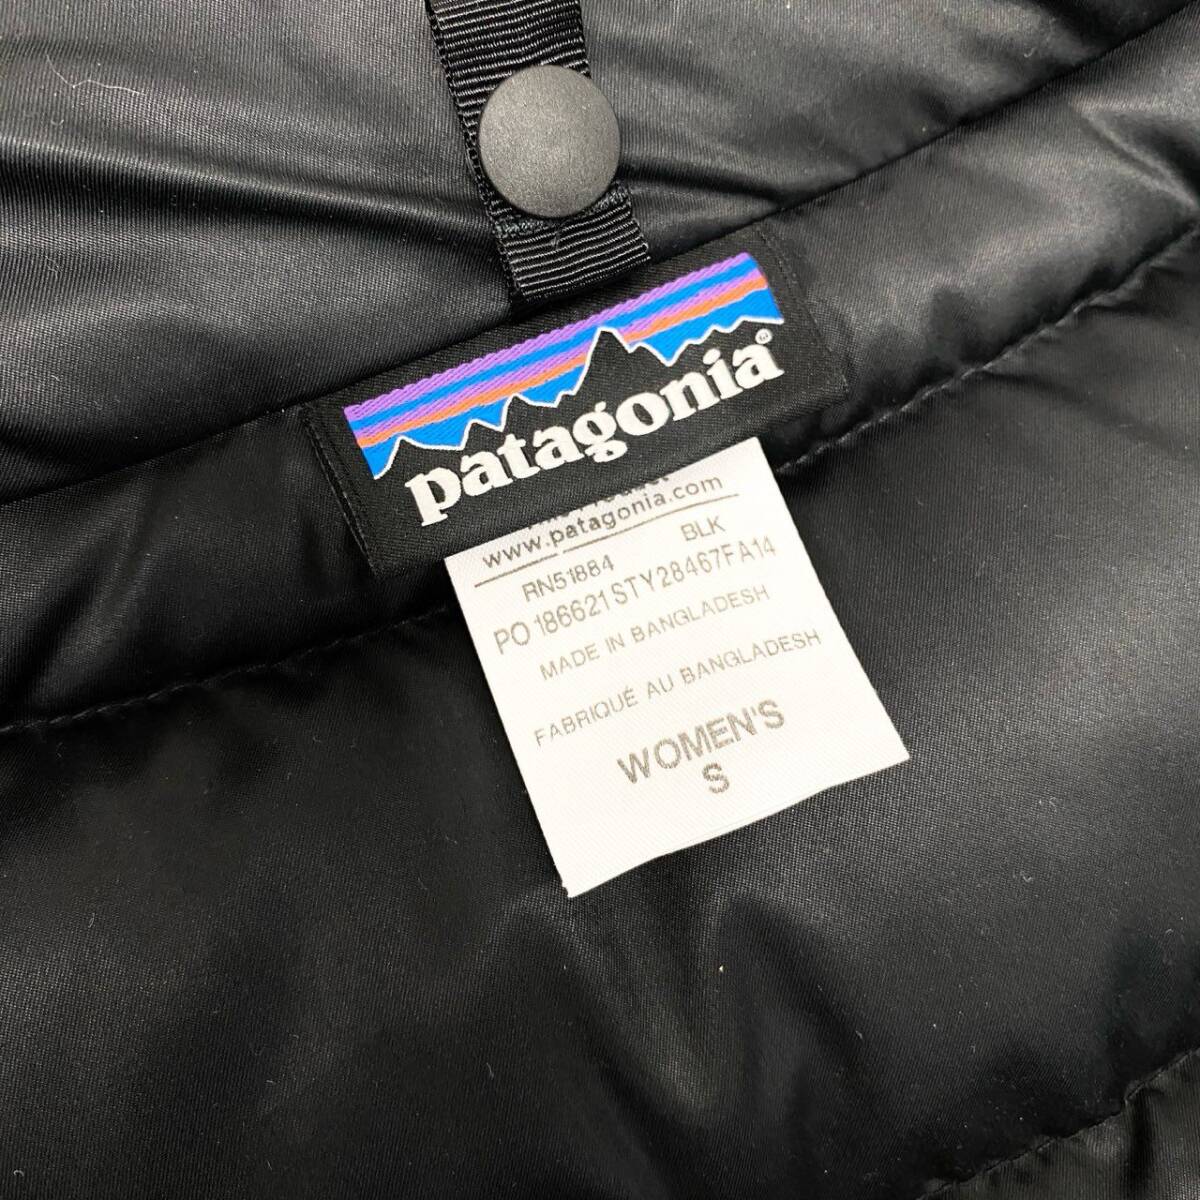 patagonia®
www.patagonia.com
RN51884 BLK
PO 186621 STY28467FA14
MADE IN BANGLADESH
FABRIQUÉ AU BANGLADESH
WOMEN'S
S